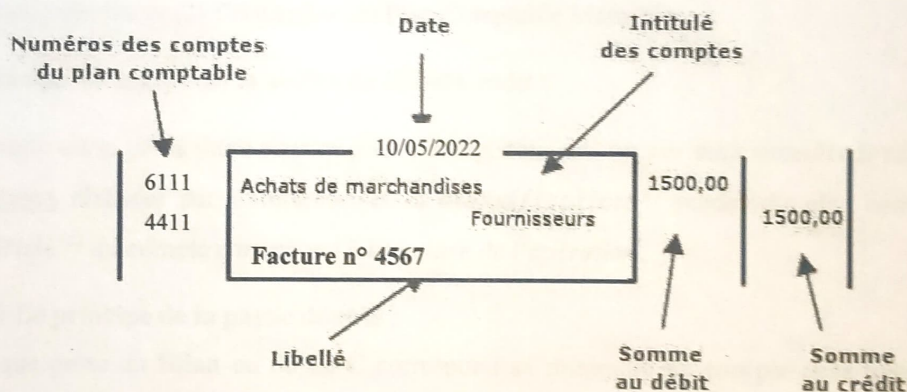 Date
Intitulé
des comptes
Numéros des comptes
du plan comptable
10/05/2022
6111 Achats de marchandises 1500,00
4411 Fournisseurs 1500,00
Facture n° 4567
Libellé
Somme
au débit
Somme
au crédit